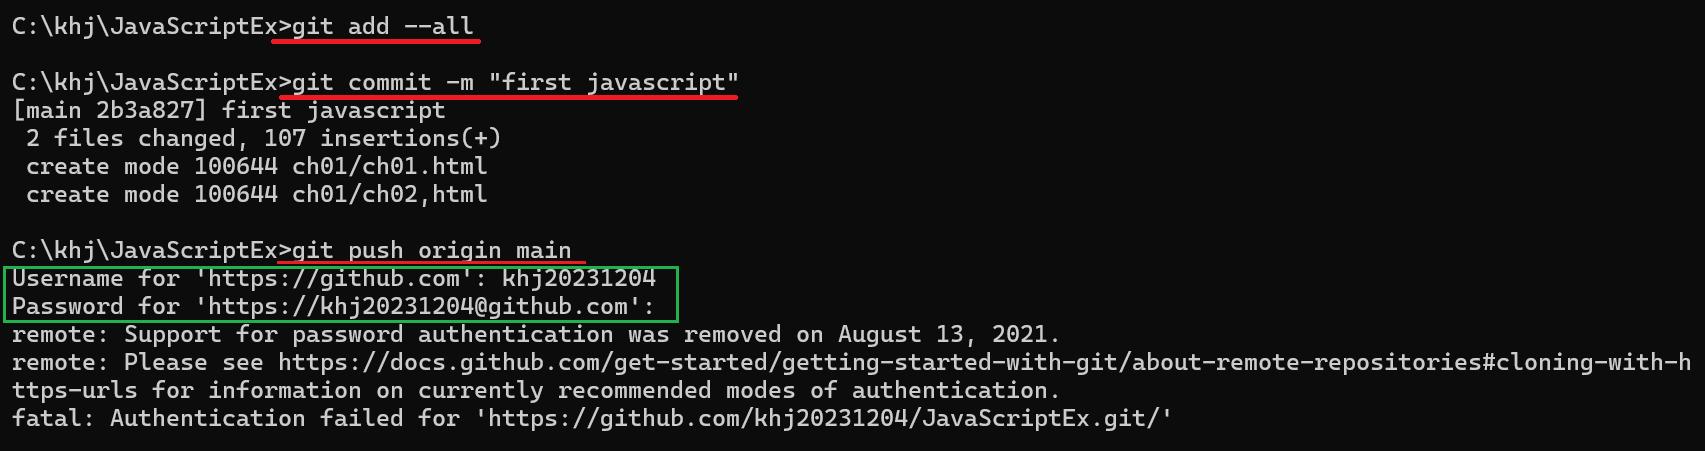 C:\khj\JavaScriptEx>git add --all
C:\khj\JavaScriptEx>git commit -m "first javascript"
[main 2b3a827] first javascript
 2 files changed, 107 insertions(+)
 create mode 100644 ch01/ch01.html
 create mode 100644 ch01/ch02,html
C:\khj\JavaScriptEx>git push origin main
Username for 'https://github.com': khj20231204
Password for 'https://khj20231204@github.com':
remote: Support for password authentication was removed on August 13, 2021.
remote: Please see https://docs.github.com/get-started/getting-started-with-git/about-remote-repositories#cloning-with-h
ttps-urls for information on currently recommended modes of authentication.
fatal: Authentication failed for 'https://github.com/khj20231204/JavaScriptEx.git/'